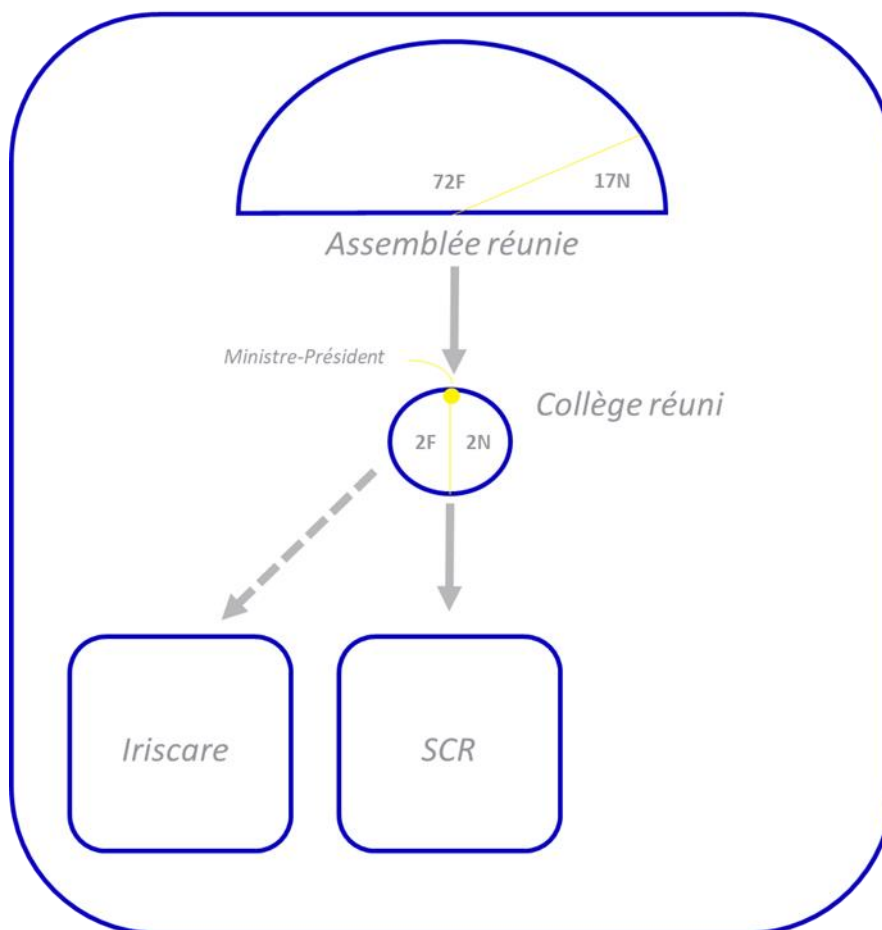 72F
17N
Assemblée réunie
Ministre-Président
Collège réuni
2F
2N
Iriscare
SCR